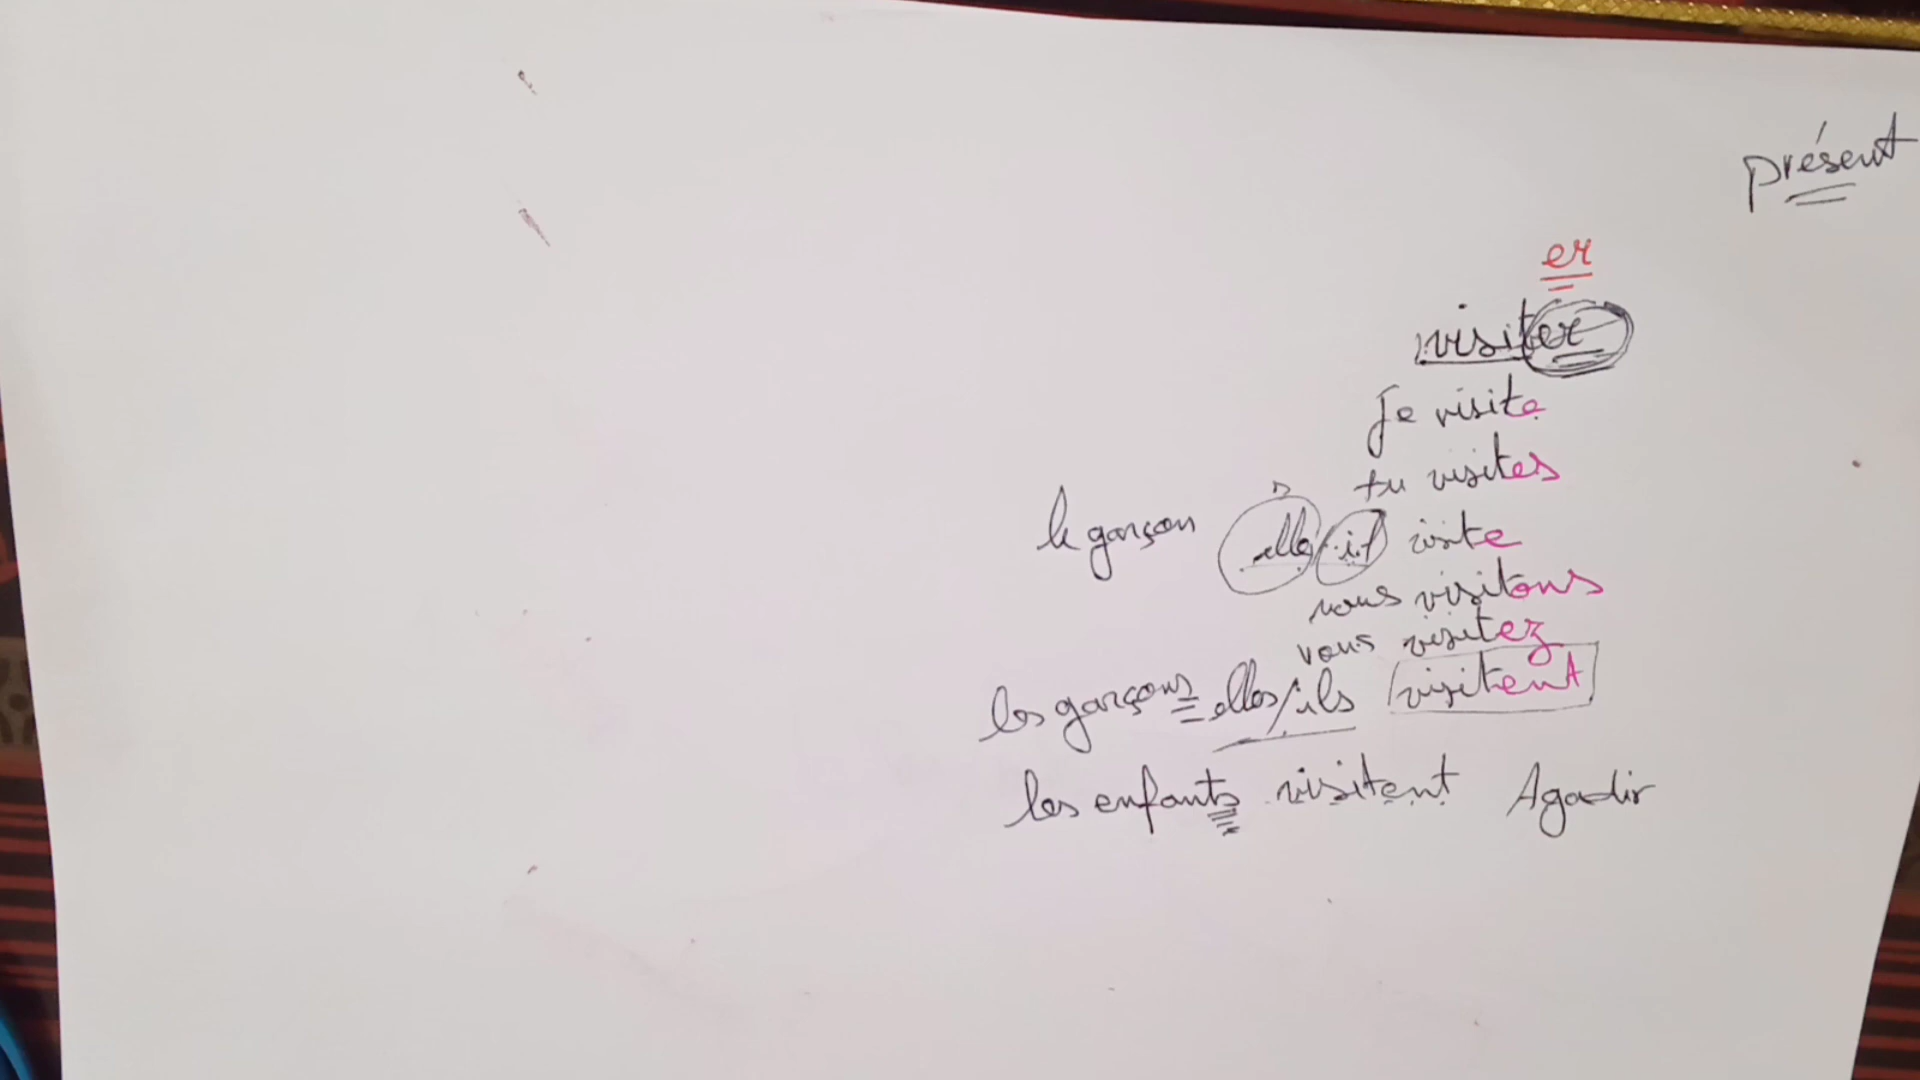 présent
er
visiter
Je visite
tu visites
le garçon elle/il visite
nous visitons
vous visitez
les garçons = elles/ils visitent
les enfants visitent Agadir